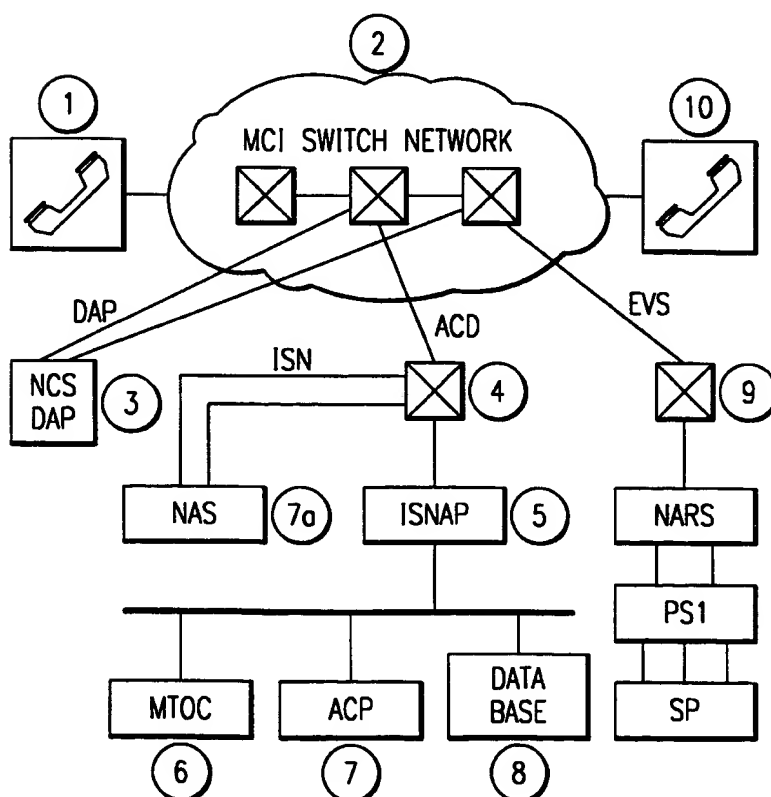 2
1
10
MCI SWITCH NETWORK
DAP
ACD
EVS
ISN
NCS
DAP
3
4
9
NAS
7a
ISNAP
5
NARS
PS1
MTOC
ACP
DATA
BASE
SP
6
7
8